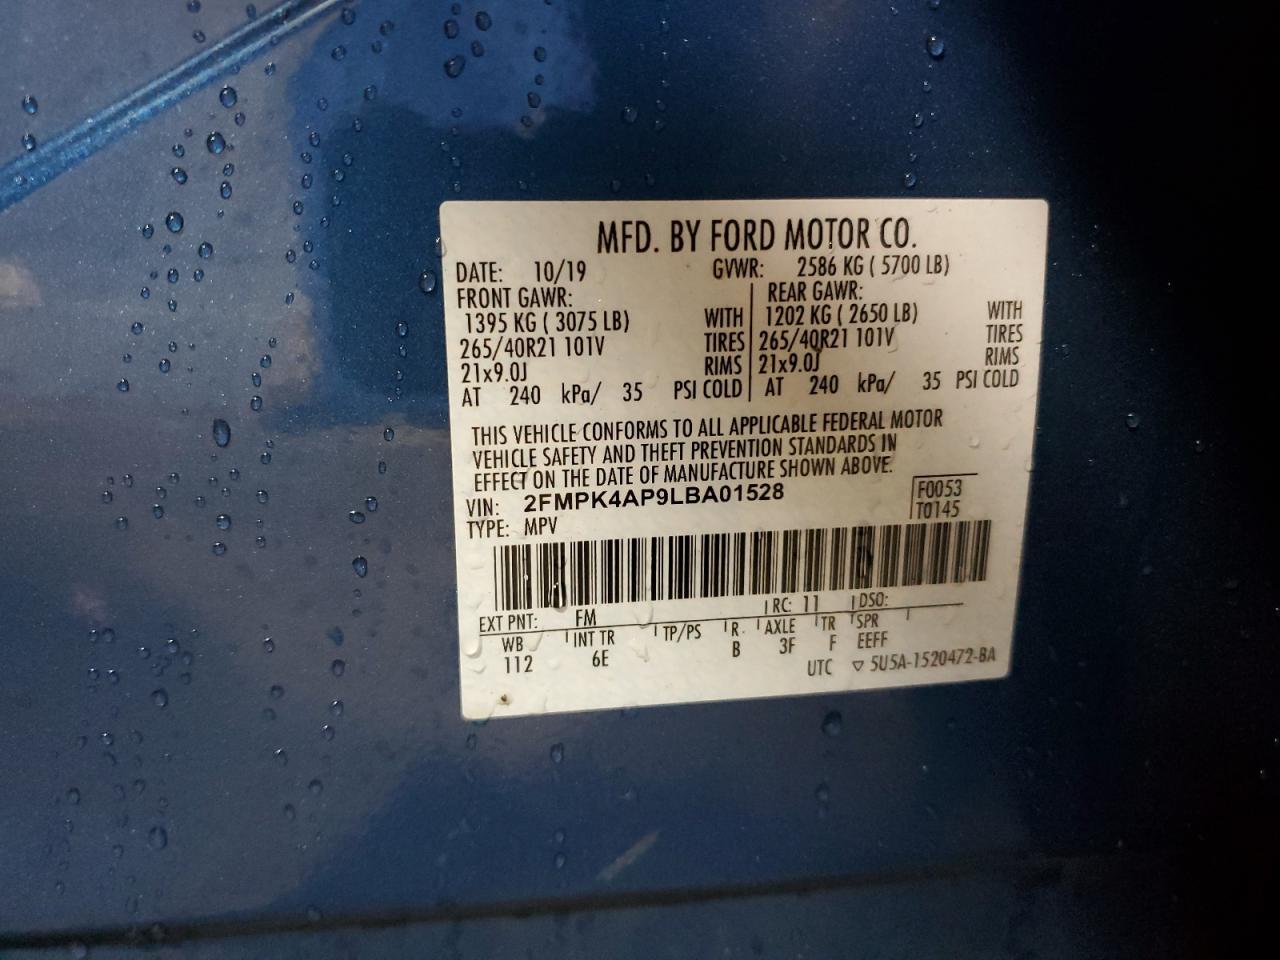 MFD. BY FORD MOTOR CO.
DATE: 10/19 GVWR: 2586 KG ( 5700 LB)
FRONT GAWR: REAR GAWR:
1395 KG ( 3075 LB) WITH 1202 KG ( 2650 LB) WITH
265/40R21 101V TIRES 265/40R21 101V TIRES
21x9.0J RIMS 21x9.0J RIMS
AT 240 kPa/ 35 PSI COLD AT 240 kPa/ 35 PSI COLD
THIS VEHICLE CONFORMS TO ALL APPLICABLE FEDERAL MOTOR
VEHICLE SAFETY AND THEFT PREVENTION STANDARDS IN
EFFECT ON THE DATE OF MANUFACTURE SHOWN ABOVE.
VIN: 2FMPK4AP9LBA01528 F0053
TYPE: MPV T0145
EXT PNT: FM RC: 11 DSO:
WB INT TR TP/PS R AXLE TR SPR
112 6E B 3F F EEFF
UTC ▽ 5U5A-1520472-BA